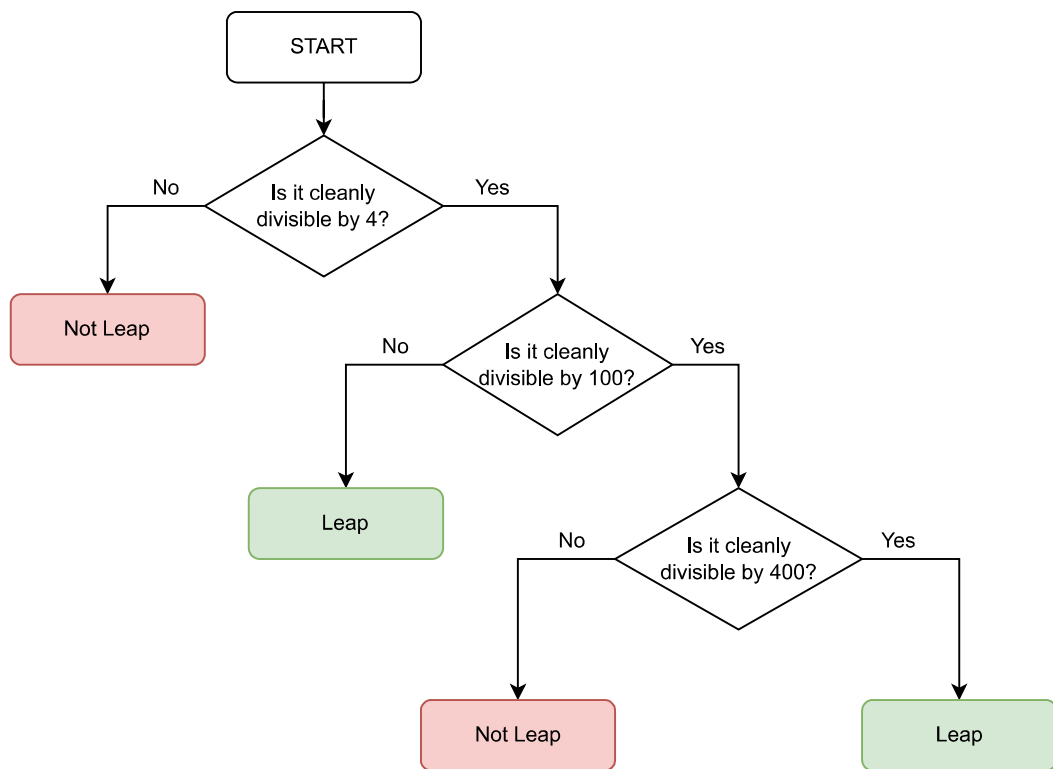 START
No
Is it cleanly
divisible by 4?
Yes
Not Leap
No
Is it cleanly
divisible by 100?
Yes
Leap
No
Is it cleanly
divisible by 400?
Yes
Not Leap
Leap